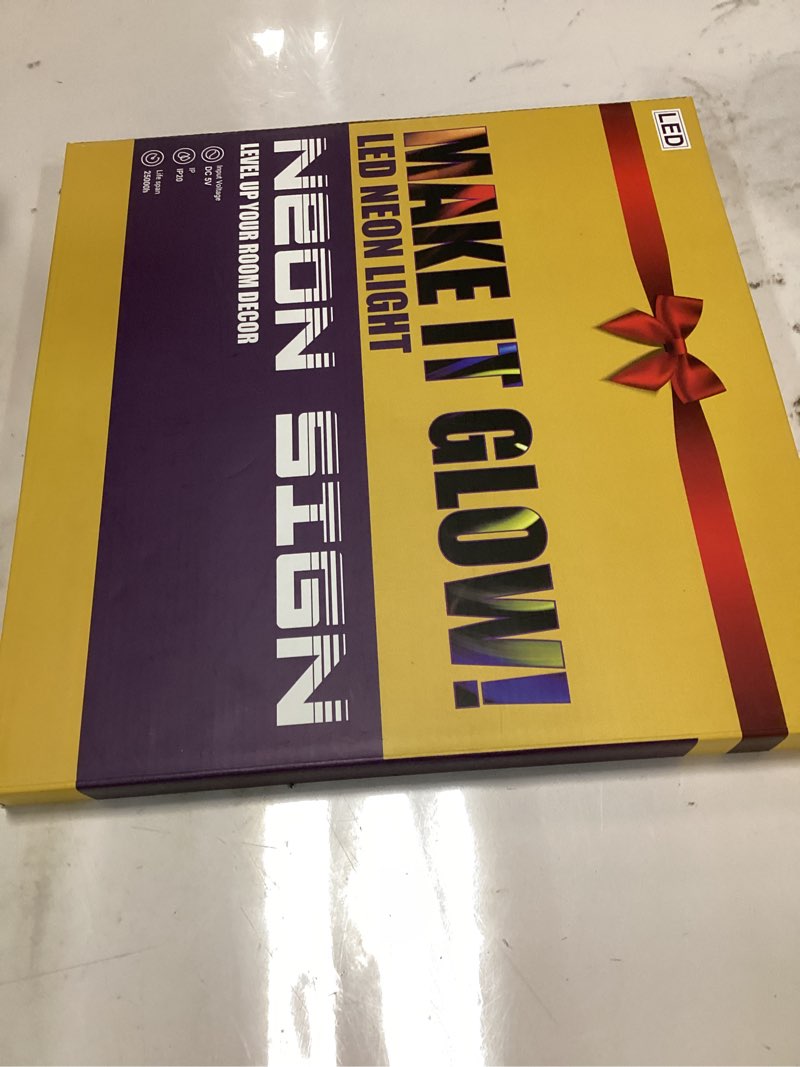 LED
MAKE IT GLOW!
LED NEON LIGHT
NEON SIGN
LEVEL UP YOUR ROOM DECOR
Input Voltage
DC 5V
IP
IP20
Life span
25000h